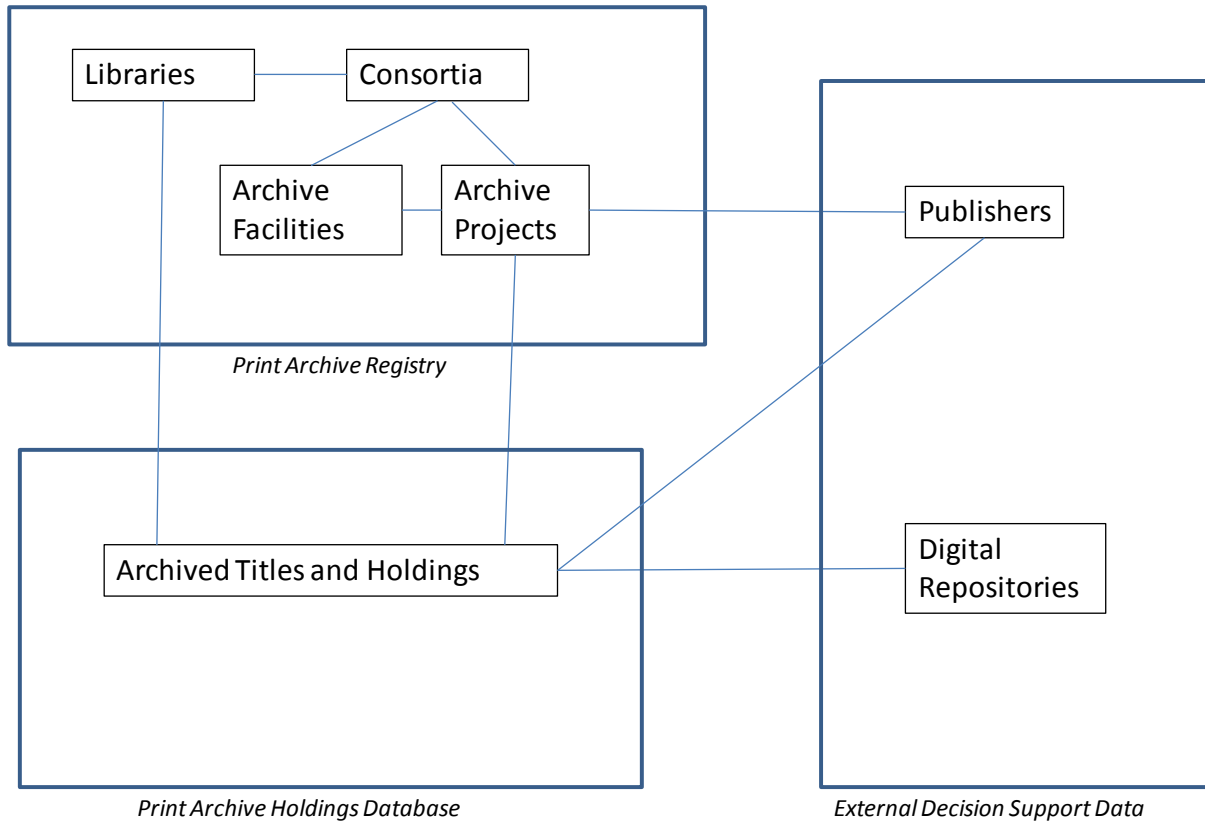 Libraries
Consortia
Archive
Facilities
Archive
Projects
Publishers
Print Archive Registry
Archived Titles and Holdings
Digital
Repositories
Print Archive Holdings Database
External Decision Support Data